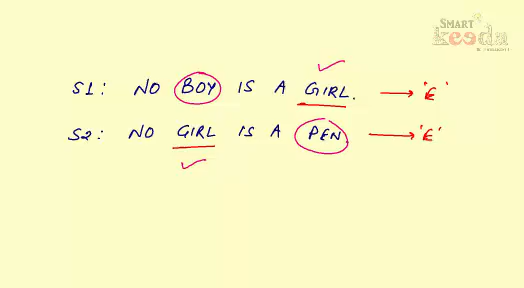 SMART
keeda
S1: NO BOY IS A GIRL. → 'E'
S2: NO GIRL IS A PEN → 'E'